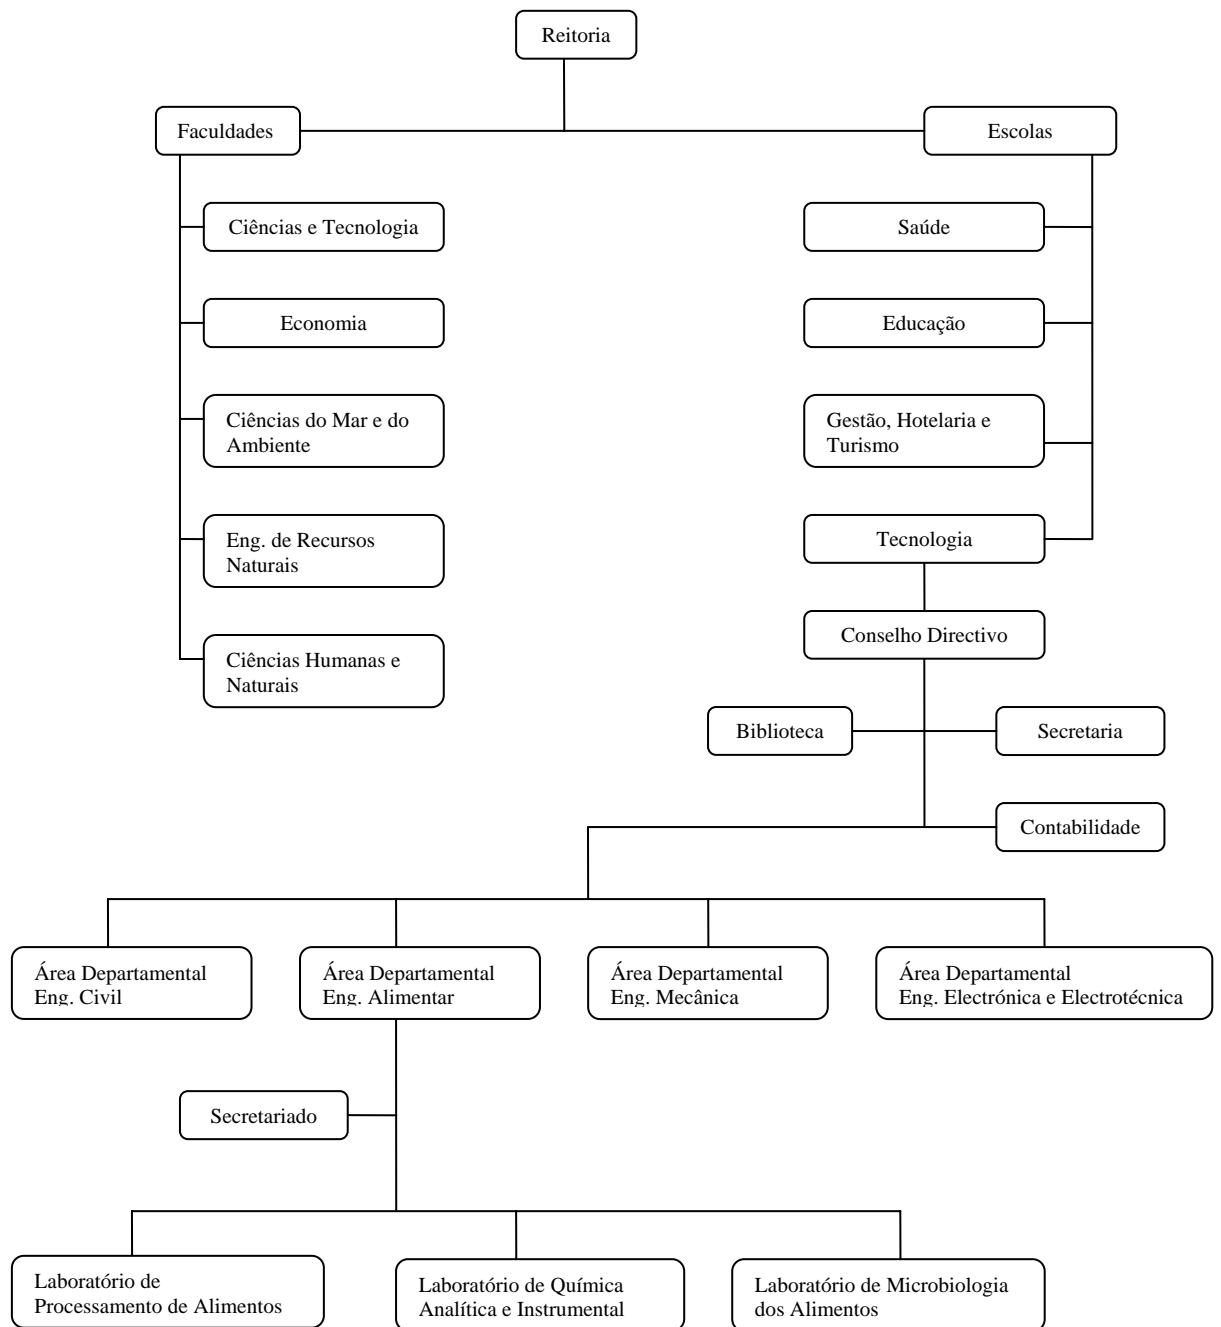 Reitoria
Faculdades
Escolas
Ciências e Tecnologia
Saúde
Economia
Educação
Ciências do Mar e do
Ambiente
Gestão, Hotelaria e
Turismo
Eng. de Recursos
Naturais
Tecnologia
Conselho Directivo
Ciências Humanas e
Naturais
Biblioteca
Secretaria
Contabilidade
Área Departamental
Eng. Civil
Área Departamental
Eng. Alimentar
Área Departamental
Eng. Mecânica
Área Departamental
Eng. Electrónica e Electrotécnica
Secretariado
Laboratório de
Processamento de Alimentos
Laboratório de Química
Analítica e Instrumental
Laboratório de Microbiologia
dos Alimentos